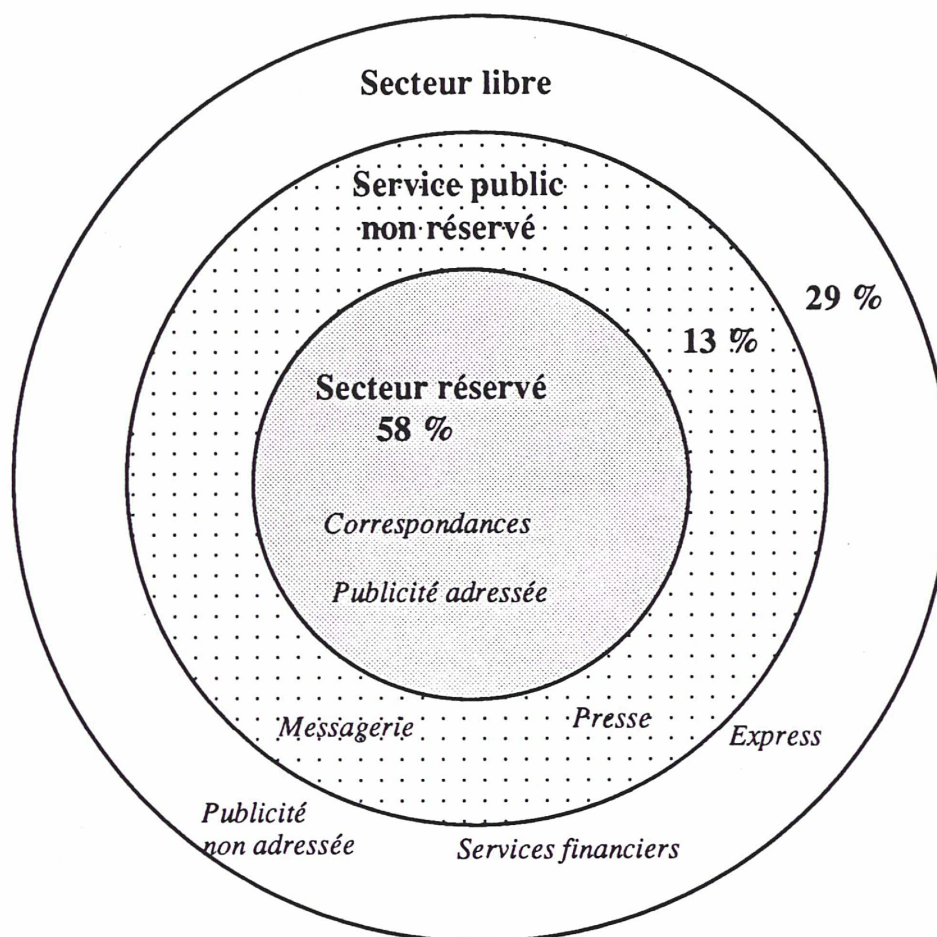 Secteur libre
Service public
non réservé
29 %
13 %
Secteur réservé
58 %
Correspondances
Publicité adressée
Messagerie
Presse
Express
Publicité
non adressée
Services financiers